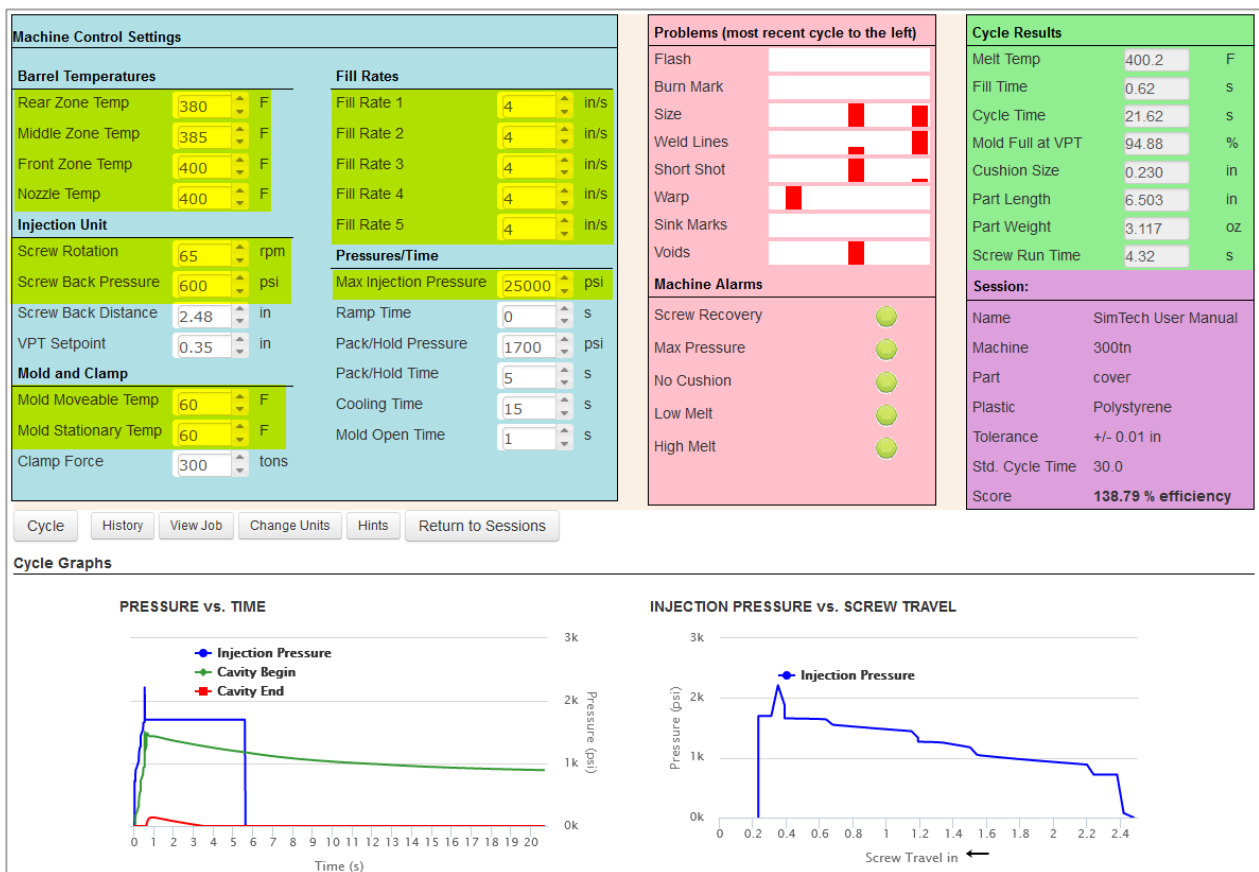 Machine Control Settings
Barrel Temperatures
Rear Zone Temp 380 F
Middle Zone Temp 385 F
Front Zone Temp 400 F
Nozzle Temp 400 F
Injection Unit
Screw Rotation 65 rpm
Screw Back Pressure 600 psi
Screw Back Distance 2.48 in
VPT Setpoint 0.35 in
Mold and Clamp
Mold Moveable Temp 60 F
Mold Stationary Temp 60 F
Clamp Force 300 tons
Fill Rates
Fill Rate 1 4 in/s
Fill Rate 2 4 in/s
Fill Rate 3 4 in/s
Fill Rate 4 4 in/s
Fill Rate 5 4 in/s
Pressures/Time
Max Injection Pressure 25000 psi
Ramp Time 0 s
Pack/Hold Pressure 1700 psi
Pack/Hold Time 5 s
Cooling Time 15 s
Mold Open Time 1 s
Problems (most recent cycle to the left)
Flash
Burn Mark
Size
Weld Lines
Short Shot
Warp
Sink Marks
Voids
Machine Alarms
Screw Recovery
Max Pressure
No Cushion
Low Melt
High Melt
Cycle Results
Melt Temp 400.2 F
Fill Time 0.62 s
Cycle Time 21.62 s
Mold Full at VPT 94.88 %
Cushion Size 0.230 in
Part Length 6.503 in
Part Weight 3.117 oz
Screw Run Time 4.32 s
Session:
Name SimTech User Manual
Machine 300tn
Part cover
Plastic Polystyrene
Tolerance +/- 0.01 in
Std. Cycle Time 30.0
Score 138.79 % efficiency
Cycle History View Job Change Units Hints Return to Sessions
Cycle Graphs
PRESSURE vs. TIME
Injection Pressure
Cavity Begin
Cavity End
3k
2k
1k
0k
Pressure (psi)
0 1 2 3 4 5 6 7 8 9 10 11 12 13 14 15 16 17 18 19 20
Time (s)
INJECTION PRESSURE vs. SCREW TRAVEL
Injection Pressure
3k
2k
1k
0k
Pressure (psi)
0 0.2 0.4 0.6 0.8 1 1.2 1.4 1.6 1.8 2 2.2 2.4
Screw Travel in ←